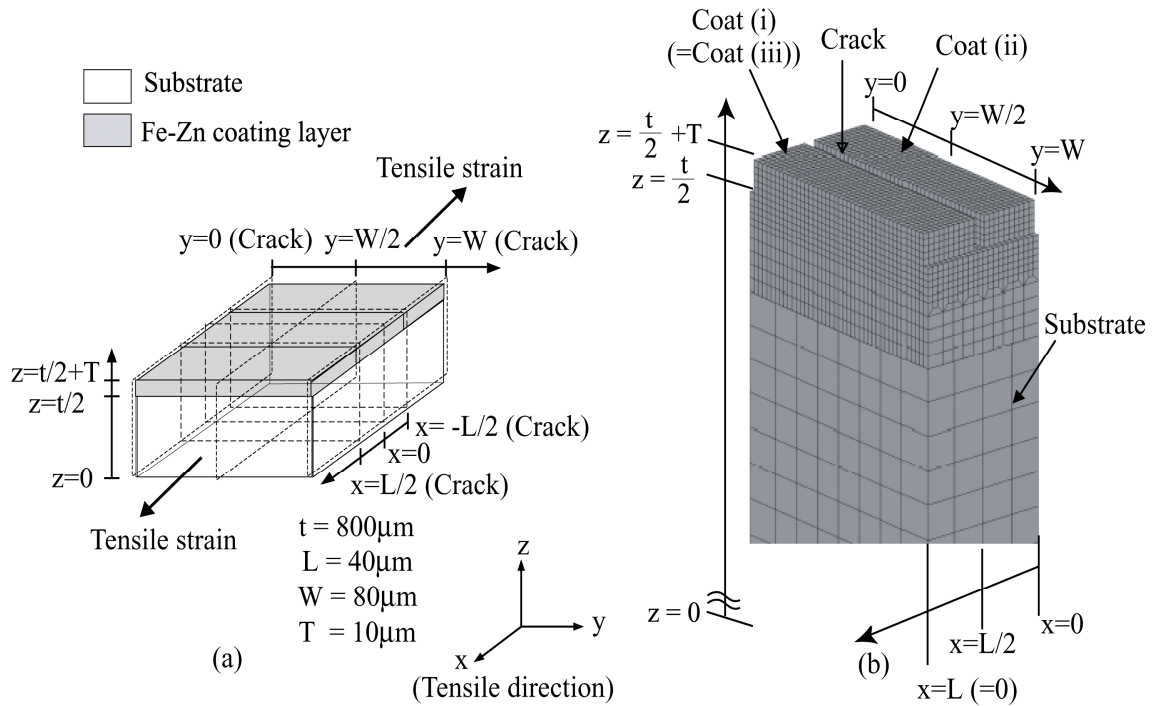 Substrate
Fe-Zn coating layer
Tensile strain
y=0 (Crack) y=W/2 y=W (Crack)
z=t/2+T
z=t/2
z=0
x= -L/2 (Crack)
x=0
x=L/2 (Crack)
Tensile strain
t = 800μm
L = 40μm
W = 80μm
T = 10μm
(a)
z
y
x
(Tensile direction)
Coat (i)
(=Coat (iii))
Crack
Coat (ii)
y=0
y=W/2
y=W
z = t/2 +T
z = t/2
Substrate
z = 0
x=0
x=L/2
x=L (=0)
(b)